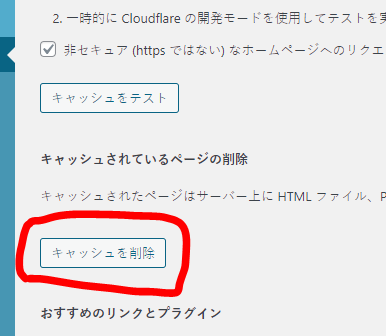 2. 一時的に Cloudflare の開発モードを使用してテストを実
非セキュア (https ではない) なホームページへのリクエ
キャッシュをテスト
キャッシュされているページの削除
キャッシュされたページはサーバー上に HTML ファイル、P
キャッシュを削除
おすすめのリンクとプラグイン